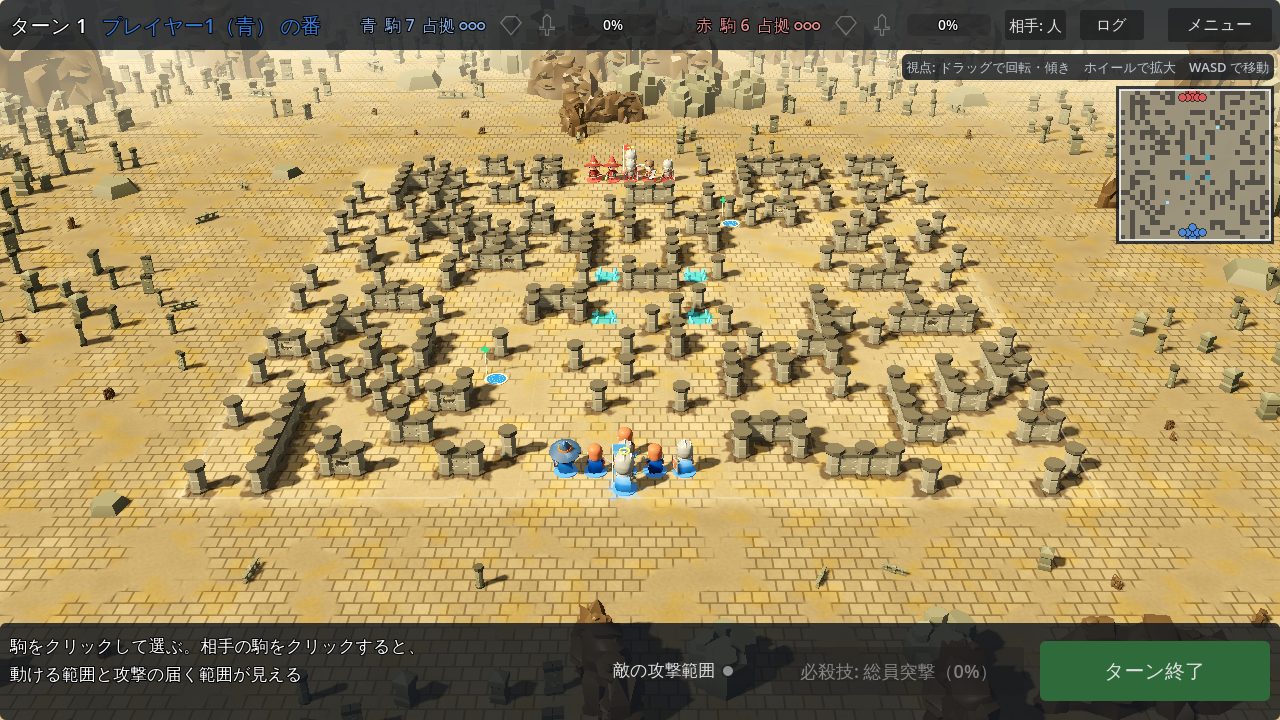 ターン 1 プレイヤー1（青） の番 青 駒 7 占拠 0% 赤 駒 6 占拠 0% 相手: 人 ログ メニュー
視点: ドラッグで回転・傾き ホイールで拡大 WASD で移動
駒をクリックして選ぶ。相手の駒をクリックすると、
動ける範囲と攻撃の届く範囲が見える
敵の攻撃範囲 必殺技: 総員突撃（0%） ターン終了